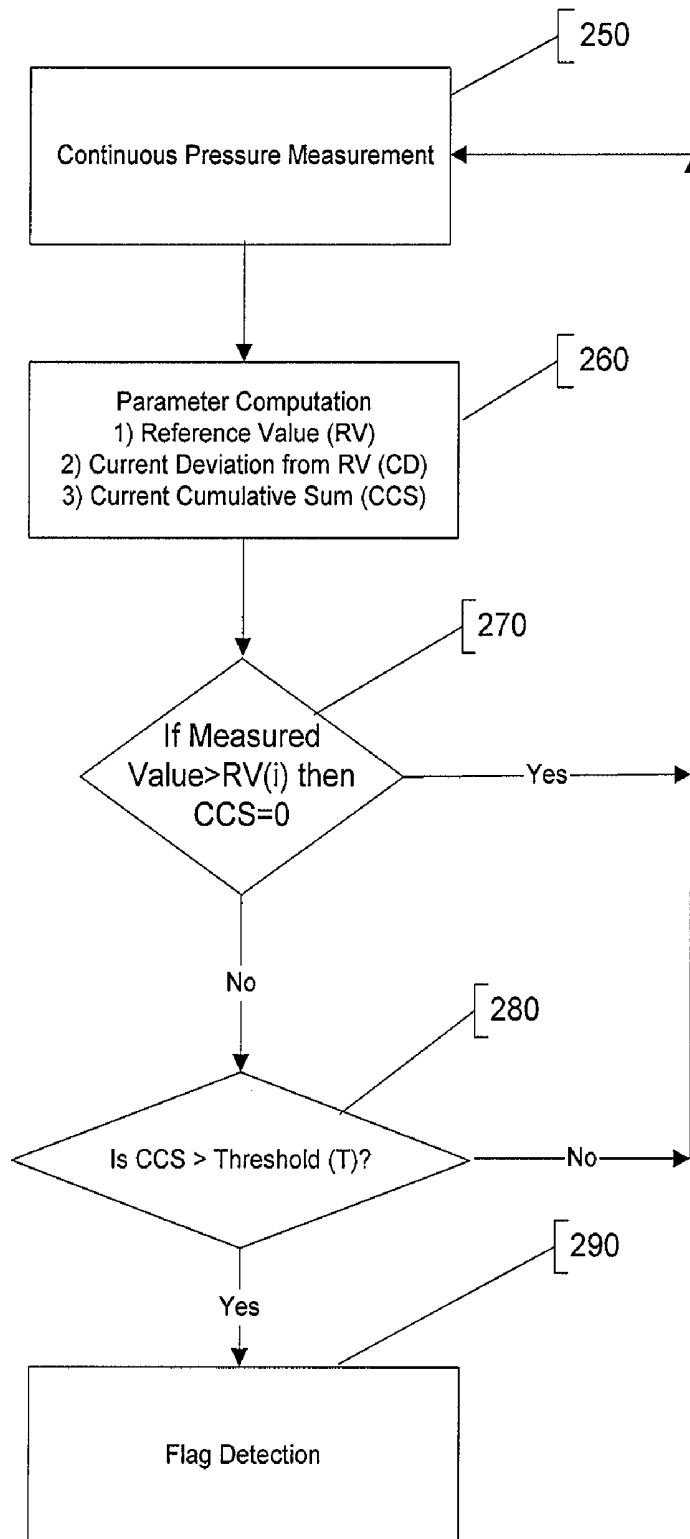 250
Continuous Pressure Measurement
260
Parameter Computation
1) Reference Value (RV)
2) Current Deviation from RV (CD)
3) Current Cumulative Sum (CCS)
270
If Measured
Value>RV(i) then
CCS=0
Yes
No
280
Is CCS > Threshold (T)?
No
290
Yes
Flag Detection